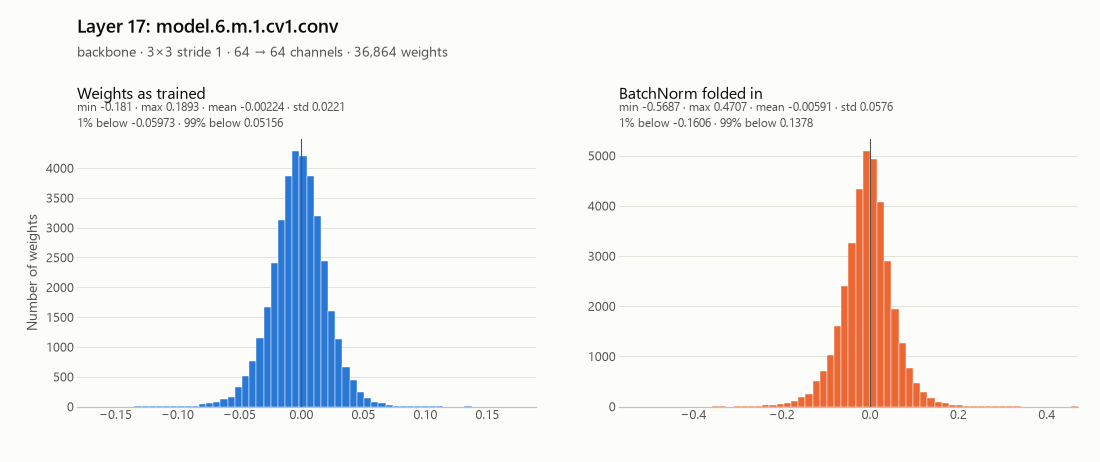 Layer 17: model.6.m.1.cv1.conv
backbone · 3×3 stride 1 · 64 → 64 channels · 36,864 weights
Weights as trained
min -0.181 · max 0.1893 · mean -0.00224 · std 0.0221
1% below -0.05973 · 99% below 0.05156
Number of weights
4000
3500
3000
2500
2000
1500
1000
500
0
−0.15 −0.10 −0.05 0.00 0.05 0.10 0.15
BatchNorm folded in
min -0.5687 · max 0.4707 · mean -0.00591 · std 0.0576
1% below -0.1606 · 99% below 0.1378
5000
4000
3000
2000
1000
0
−0.4 −0.2 0.0 0.2 0.4